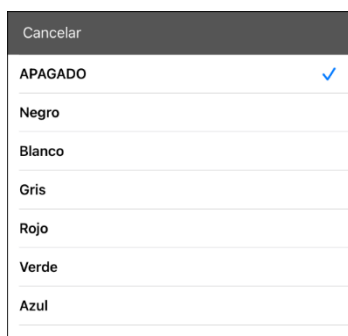 Cancelar
APAGADO
Negro
Blanco
Gris
Rojo
Verde
Azul